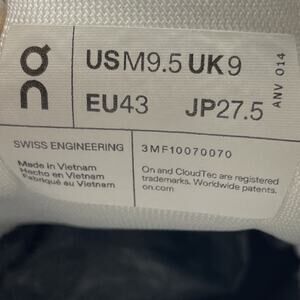 on
US M9.5 UK 9
EU 43 JP 27.5
ANV 014
SWISS ENGINEERING
3MF10070070
Made in Vietnam
Hecho en Vietnam
Fabriqué au Vietnam
On and CloudTec are registered
trademarks. Worldwide patents.
on.com